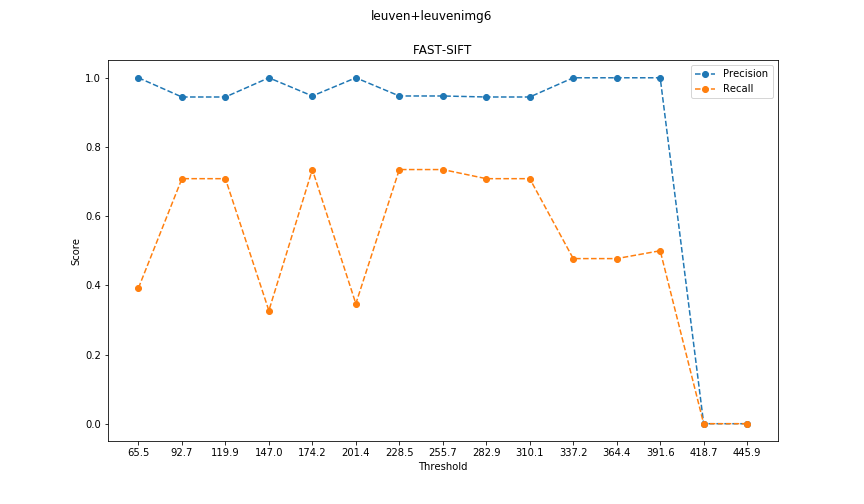 leuven+leuvenimg6
FAST-SIFT
Precision
Recall
1.0
0.8
0.6
0.4
0.2
0.0
Score
65.5 92.7 119.9 147.0 174.2 201.4 228.5 255.7 282.9 310.1 337.2 364.4 391.6 418.7 445.9
Threshold